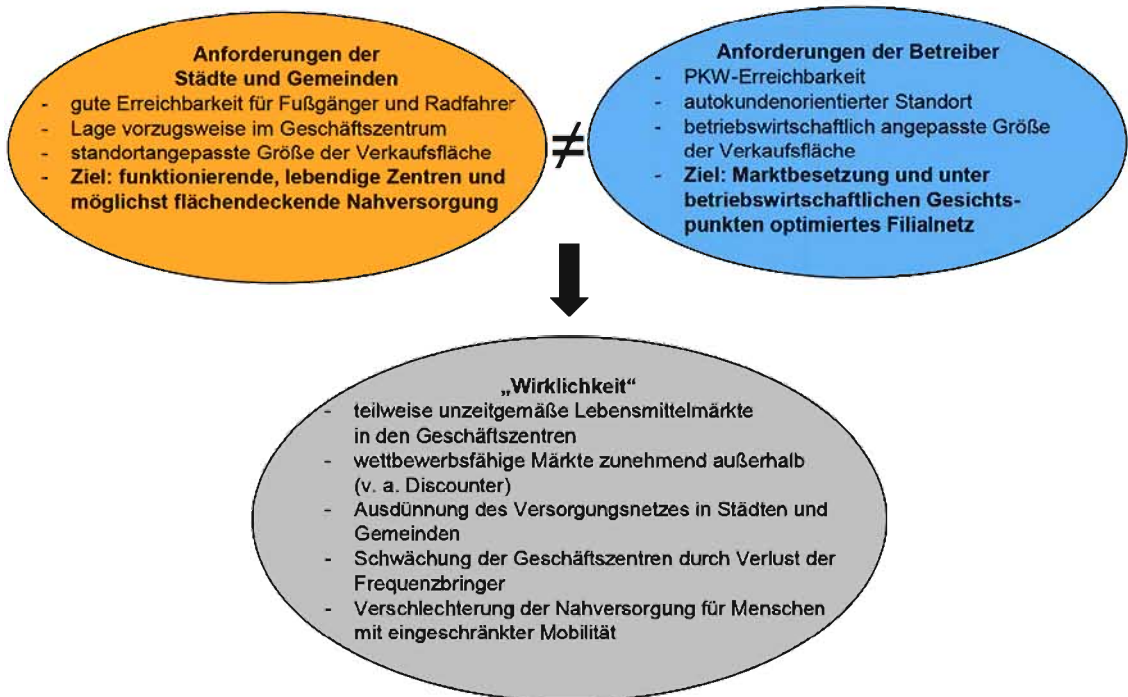 Anforderungen der
Städte und Gemeinden
- gute Erreichbarkeit für Fußgänger und Radfahrer
- Lage vorzugsweise im Geschäftszentrum
- standortangepasste Größe der Verkaufsfläche
- Ziel: funktionierende, lebendige Zentren und
möglichst flächendeckende Nahversorgung
≠
Anforderungen der Betreiber
- PKW-Erreichbarkeit
- autokundenorientierter Standort
- betriebswirtschaftlich angepasste Größe
der Verkaufsfläche
- Ziel: Marktbesetzung und unter
betriebswirtschaftlichen Gesichts-
punkten optimiertes Filialnetz
„Wirklichkeit“
- teilweise unzeitgemäße Lebensmittelmärkte
in den Geschäftszentren
- wettbewerbsfähige Märkte zunehmend außerhalb
(v. a. Discounter)
- Ausdünnung des Versorgungsnetzes in Städten und
Gemeinden
- Schwächung der Geschäftszentren durch Verlust der
Frequenzbringer
- Verschlechterung der Nahversorgung für Menschen
mit eingeschränkter Mobilität